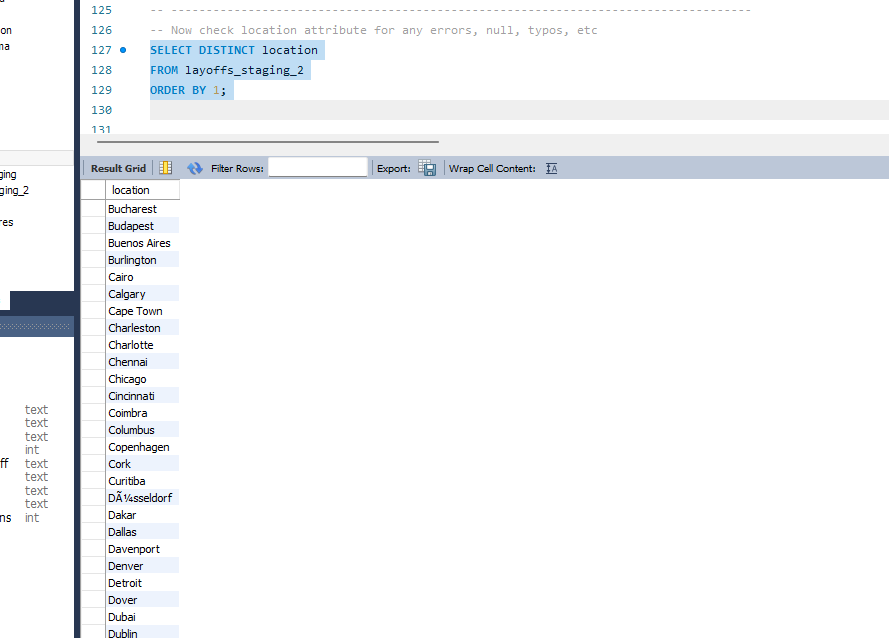 125 -- ---------------------------------------------------------------------------------
126 -- Now check location attribute for any errors, null, typos, etc
127 SELECT DISTINCT location
128 FROM layoffs_staging_2
129 ORDER BY 1;
130
131
on
ma
ging
ging_2
res
text
text
text
int
ff text
text
text
text
ns int
Result Grid Filter Rows: Export: Wrap Cell Content: IA
location
Bucharest
Budapest
Buenos Aires
Burlington
Cairo
Calgary
Cape Town
Charleston
Charlotte
Chennai
Chicago
Cincinnati
Coimbra
Columbus
Copenhagen
Cork
Curitiba
DÃ¼sseldorf
Dakar
Dallas
Davenport
Denver
Detroit
Dover
Dubai
Dublin